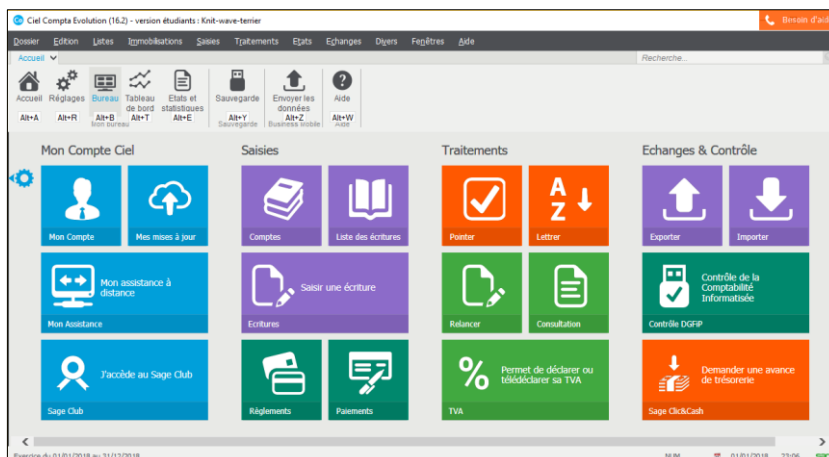 Ciel Compta Evolution (16.2) - version étudiants : Knit-wave-terrier
Besoin d'aid
Dossier Edition Listes Immobilisations Saisies Traitements Etats Echanges Divers Fenêtres Aide
Accueil
Recherche...
Accueil Réglages Bureau Tableau de bord Etats et statistiques Sauvegarde Envoyer les données Aide
Alt+A Alt+R Alt+B Alt+T Alt+E Alt+Y Alt+Z Alt+W
Mon bureau Sauvegarde Business Mobile Aide
Mon Compte Ciel Saisies Traitements Echanges & Contrôle
A
Z
Mon Compte Mes mises à jour Comptes Liste des écritures Pointer Lettrer Exporter Importer
Mon assistance à
distance
Saisir une écriture
Contrôle de la
Comptabilité
Informatisée
Mon Assistance Ecritures Relancer Consultation Contrôle DGFiP
J'accède au Sage Club
%
Permet de déclarer ou
télédéclarer sa TVA
Demander une avance
de trésorerie
Sage Club Règlements Paiements TVA Sage Clic&Cash
Exercice du 01/01/2018 au 31/12/2018 NUM 01/01/2018 23:06